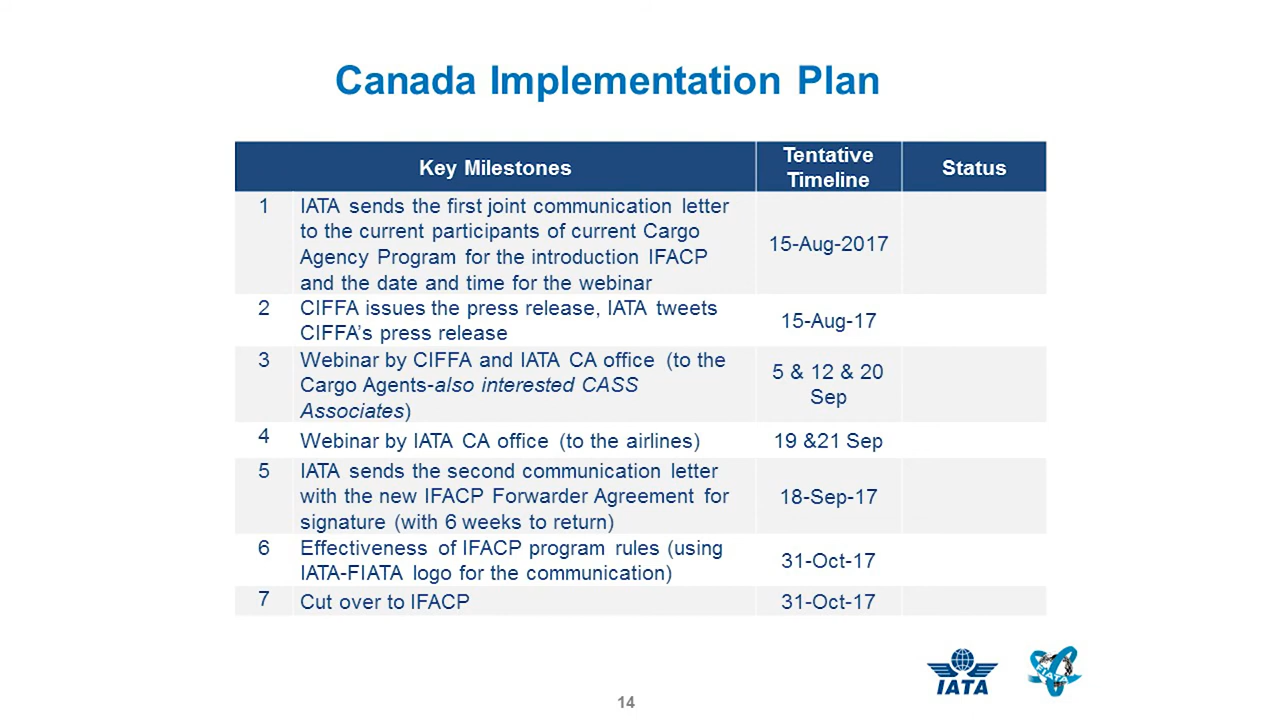 Canada Implementation Plan
Key Milestones
Tentative
Timeline
Status
1
IATA sends the first joint communication letter
to the current participants of current Cargo
Agency Program for the introduction IFACP
and the date and time for the webinar
15-Aug-2017
2
CIFFA issues the press release, IATA tweets
CIFFA's press release
15-Aug-17
3
Webinar by CIFFA and IATA CA office (to the
Cargo Agents-also interested CASS
Associates)
5 & 12 & 20
Sep
4
Webinar by IATA CA office (to the airlines)
19 &21 Sep
5
IATA sends the second communication letter
with the new IFACP Forwarder Agreement for
signature (with 6 weeks to return)
18-Sep-17
6
Effectiveness of IFACP program rules (using
IATA-FIATA logo for the communication)
31-Oct-17
7
Cut over to IFACP
31-Oct-17
IATA
FIATA
14